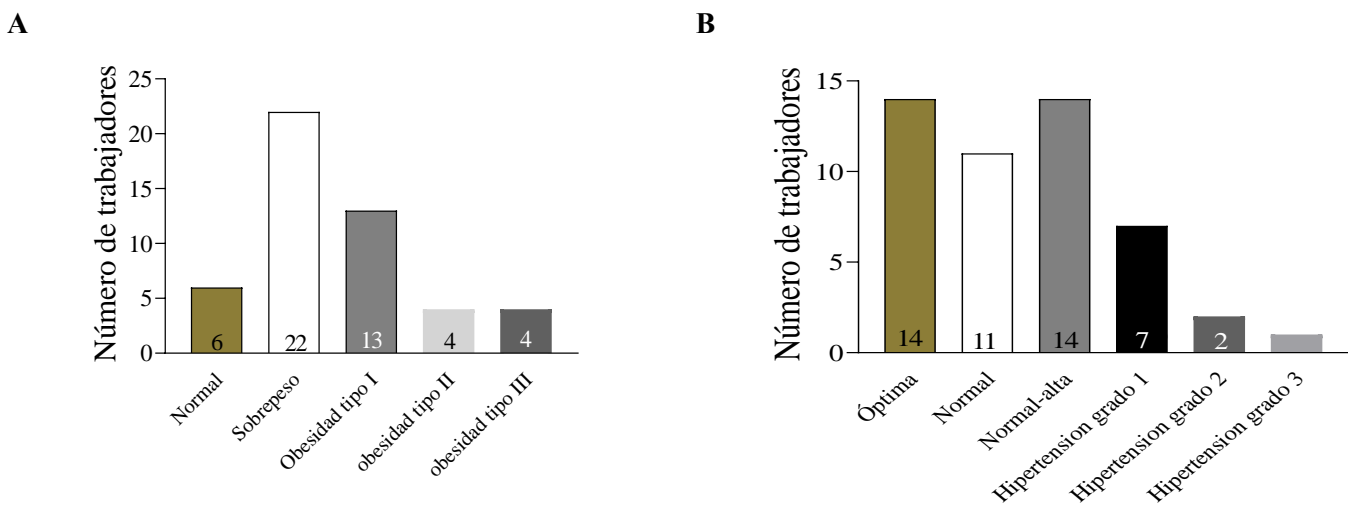 A
Número de trabajadores
25
20
15
10
5
0
6
22
13
4
4
Normal
Sobrepeso
Obesidad tipo I
obesidad tipo II
obesidad tipo III
B
Número de trabajadores
15
10
5
0
14
11
14
7
2
Óptima
Normal
Normal-alta
Hipertension grado 1
Hipertension grado 2
Hipertension grado 3